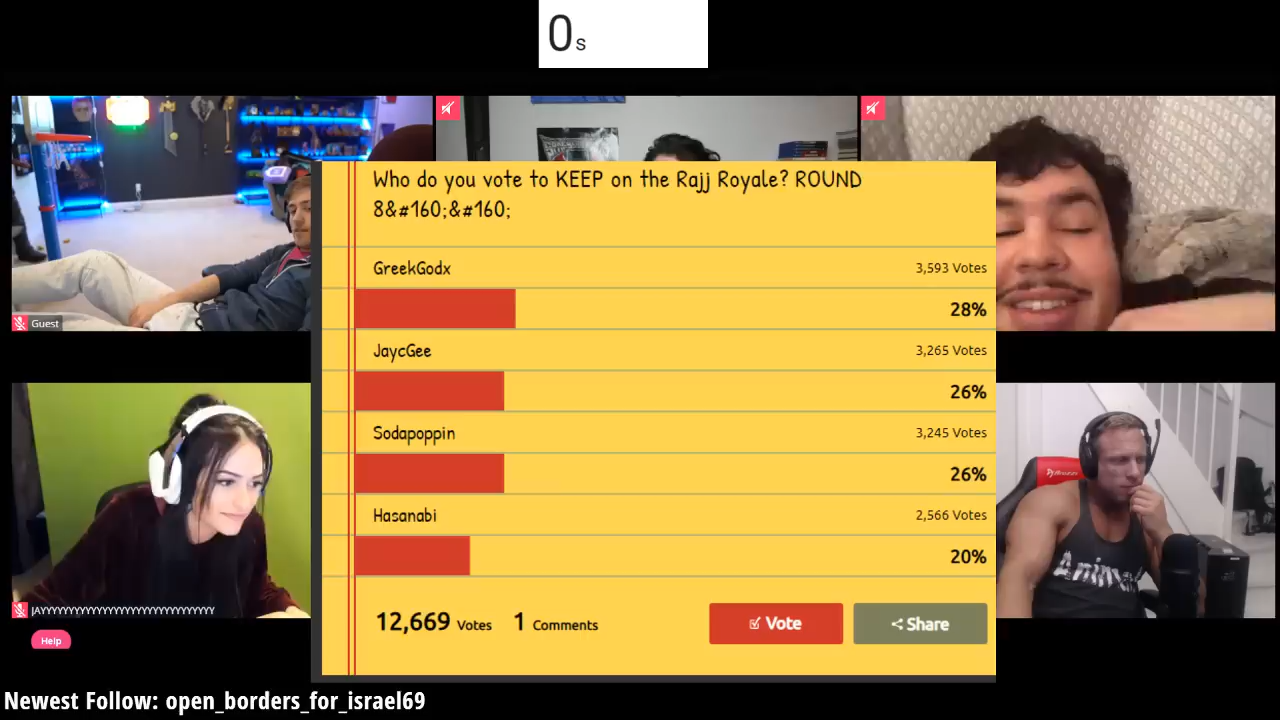 0s
Who do you vote to KEEP on the Rajj Royale? ROUND
8&#160;&#160;
GreekGodx 3,593 Votes
28%
JaycGee 3,265 Votes
26%
Sodapoppin 3,245 Votes
26%
Hasanabi 2,566 Votes
20%
12,669 Votes 1 Comments Vote Share
Guest
Animal
JAYYYYYYYYYYYYYYYYYYYYYYYYYYYYYYYYY
Help
Newest Follow: open_borders_for_israel69